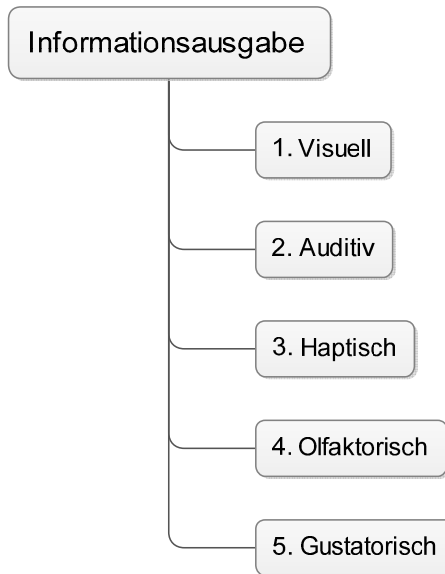 Informationsausgabe
1. Visuell
2. Auditiv
3. Haptisch
4. Olfaktorisch
5. Gustatorisch